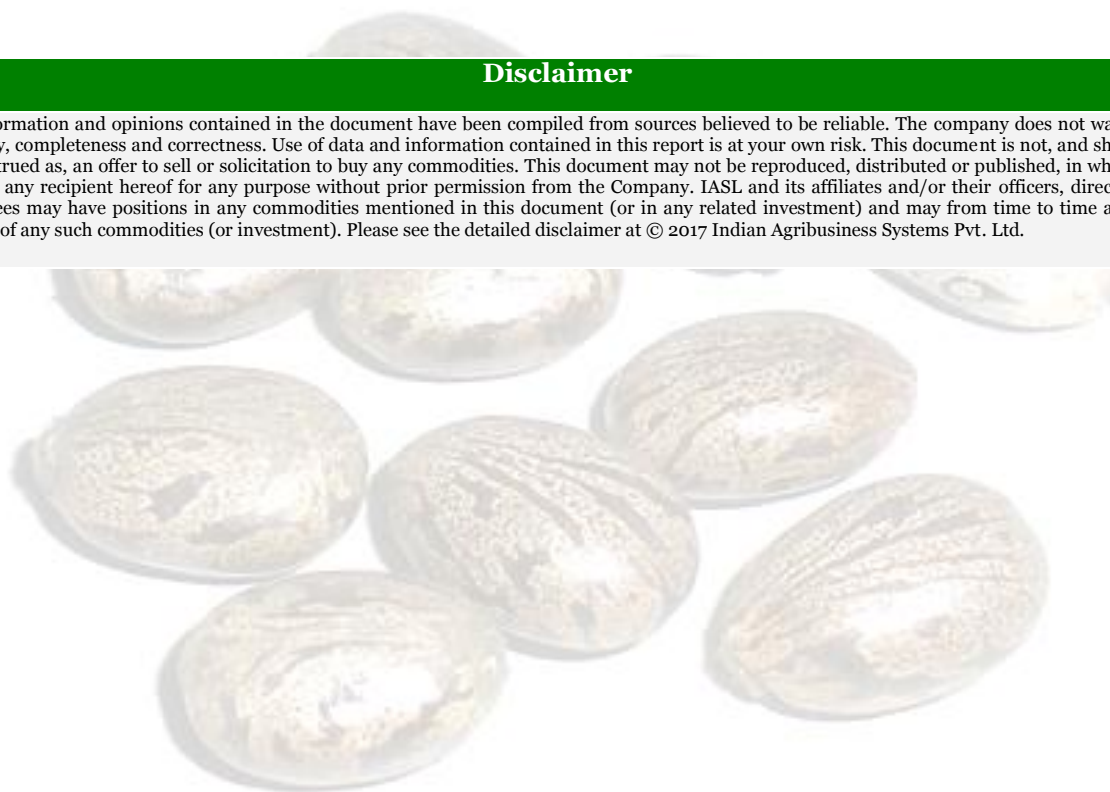 Disclaimer
ormation and opinions contained in the document have been compiled from sources believed to be reliable. The company does not wa
y, completeness and correctness. Use of data and information contained in this report is at your own risk. This document is not, and sh
trued as, an offer to sell or solicitation to buy any commodities. This document may not be reproduced, distributed or published, in wh
any recipient hereof for any purpose without prior permission from the Company. IASL and its affiliates and/or their officers, direc
ees may have positions in any commodities mentioned in this document (or in any related investment) and may from time to time a
of any such commodities (or investment). Please see the detailed disclaimer at © 2017 Indian Agribusiness Systems Pvt. Ltd.